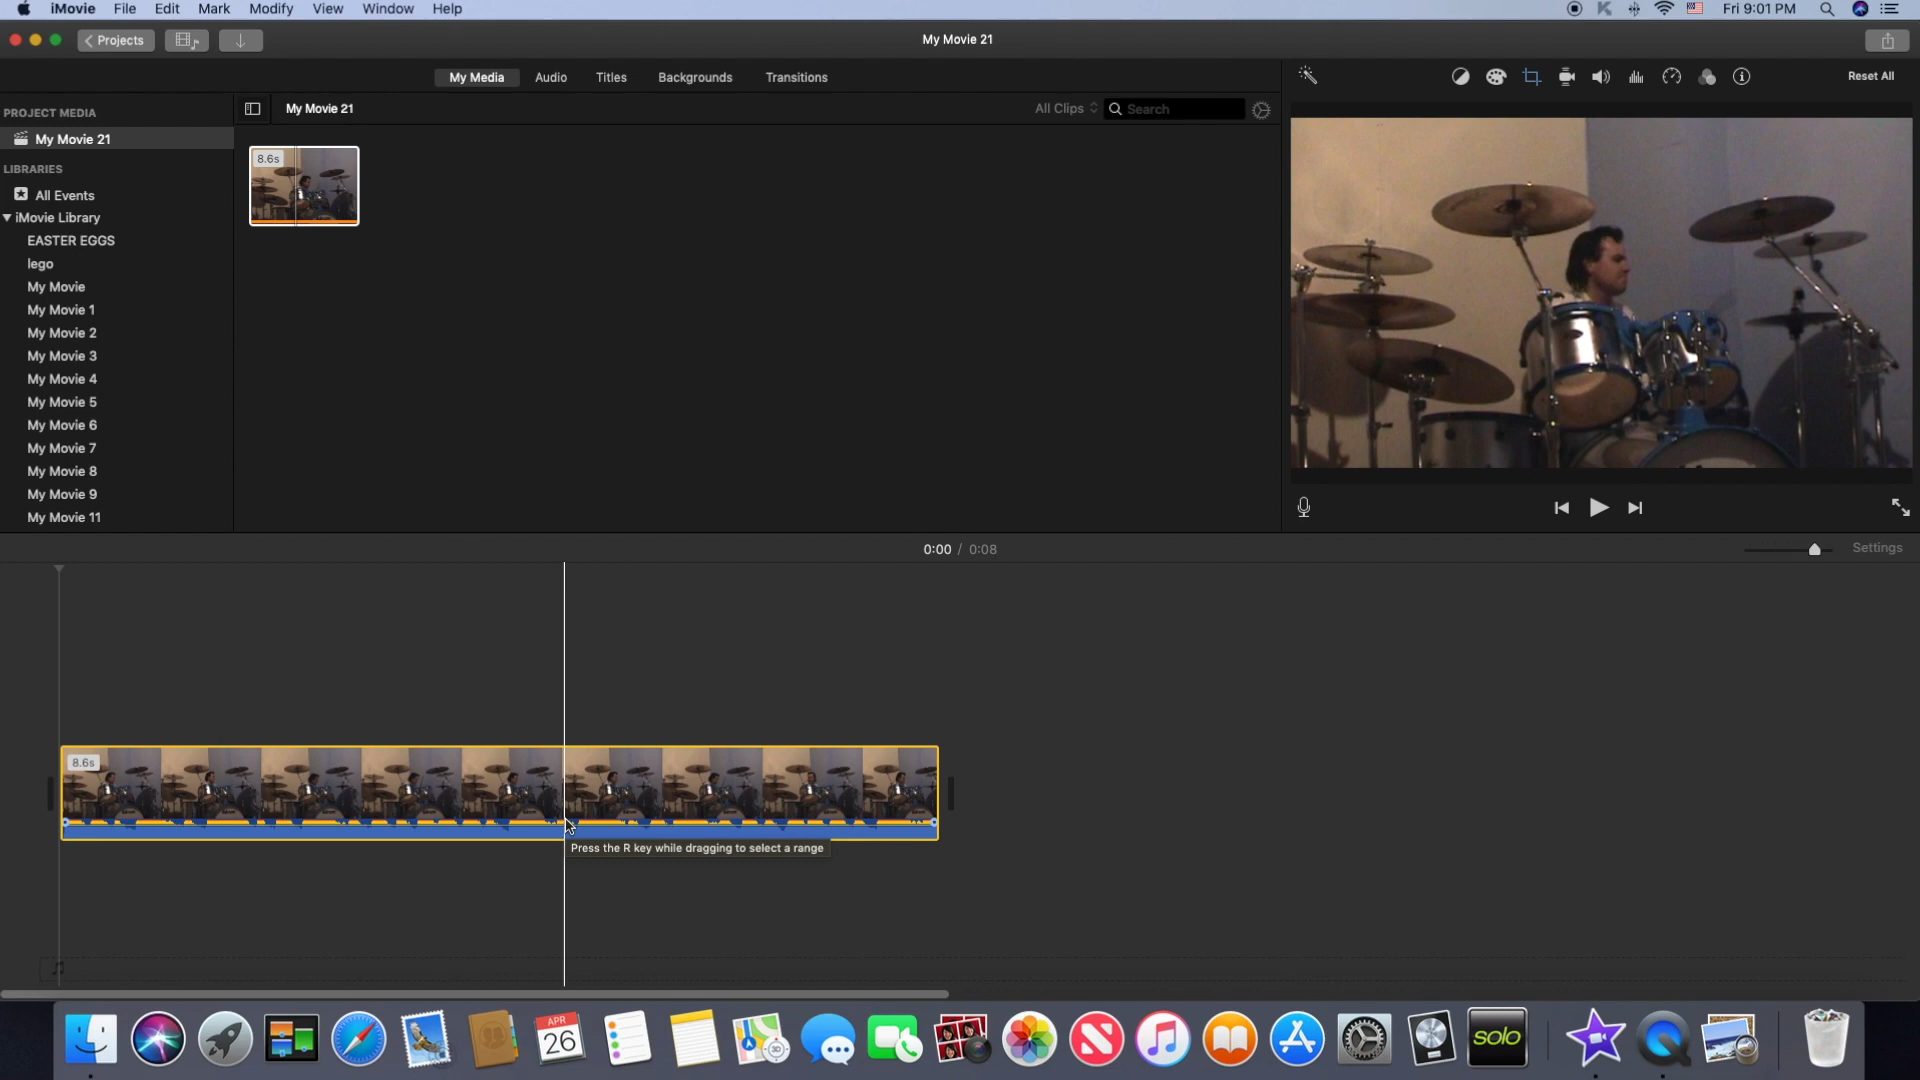 iMovie File Edit Mark Modify View Window Help Fri 9:01 PM
Projects My Movie 21
My Media Audio Titles Backgrounds Transitions Reset All
PROJECT MEDIA My Movie 21 All Clips Search
My Movie 21
8.6s
LIBRARIES
All Events
iMovie Library
EASTER EGGS
lego
My Movie
My Movie 1
My Movie 2
My Movie 3
My Movie 4
My Movie 5
My Movie 6
My Movie 7
My Movie 8
My Movie 9
My Movie 11
0:00 / 0:08 Settings
8.6s
Press the R key while dragging to select a range
APR
26
3D
solo